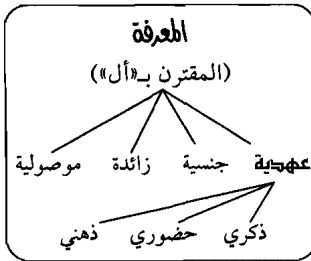 المعرفة
(المقترن بـ«أل»)
عهدية جنسية زائدة موصولية
ذكري حضوري ذهني